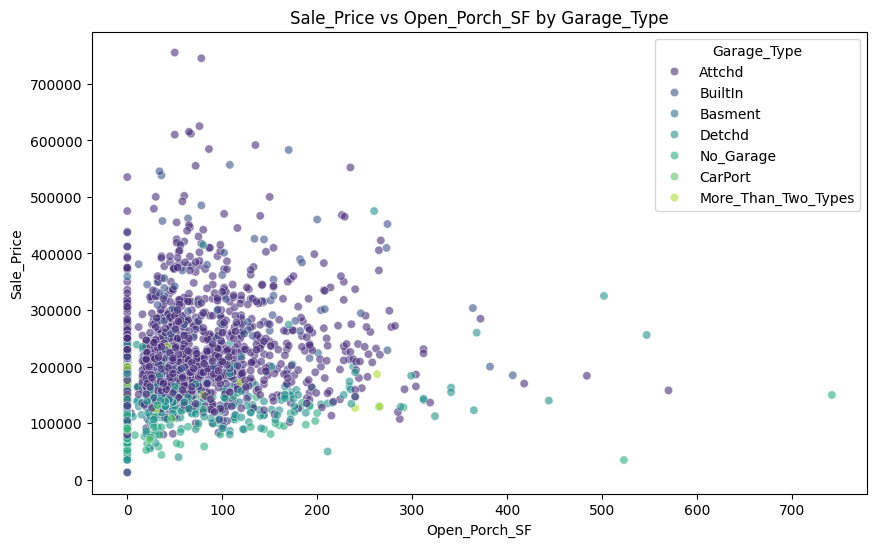 Sale_Price vs Open_Porch_SF by Garage_Type
Garage_Type
Attchd
BuiltIn
Basment
Detchd
No_Garage
CarPort
More_Than_Two_Types
700000
600000
500000
400000
300000
200000
100000
0
Sale_Price
0 100 200 300 400 500 600 700
Open_Porch_SF